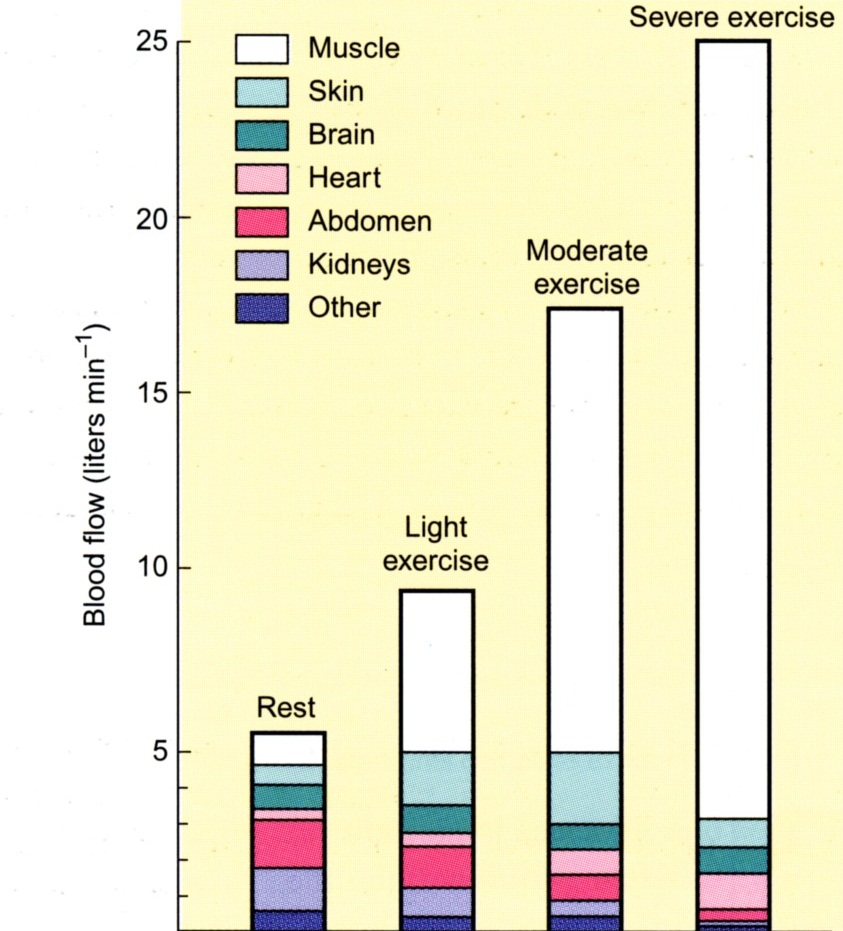 Severe exercise
25
Muscle
Skin
Brain
Heart
Abdomen
Kidneys
Other
20
Moderate
exercise
15
Blood flow (liters min⁻¹)
Light
exercise
10
Rest
5